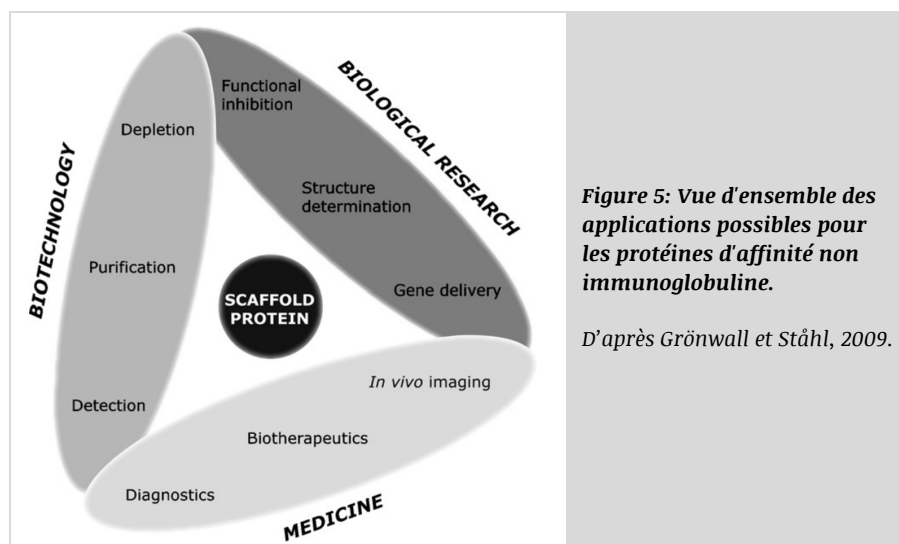 BIOTECHNOLOGY
Depletion
Purification
Detection
BIOLOGICAL RESEARCH
Functional
inhibition
Structure
determination
Gene delivery
SCAFFOLD
PROTEIN
In vivo imaging
Biotherapeutics
Diagnostics
MEDICINE
Figure 5: Vue d'ensemble des
applications possibles pour
les protéines d'affinité non
immunoglobuline.
D'après Grönwall et Ståhl, 2009.